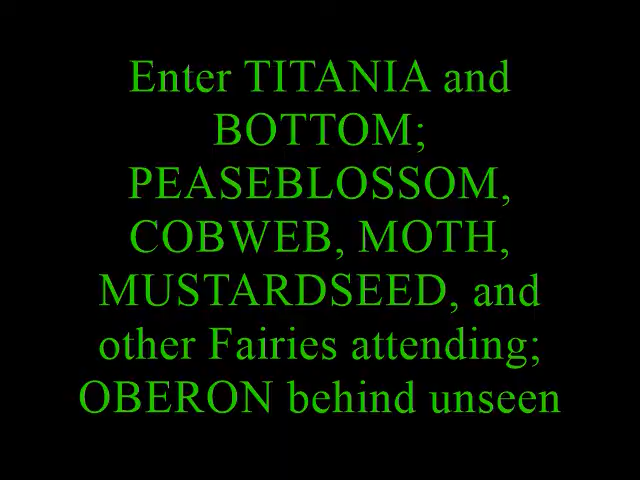 Enter TITANIA and
BOTTOM;
PEASEBLOSSOM,
COBWEB, MOTH,
MUSTARDSEED, and
other Fairies attending;
OBERON behind unseen